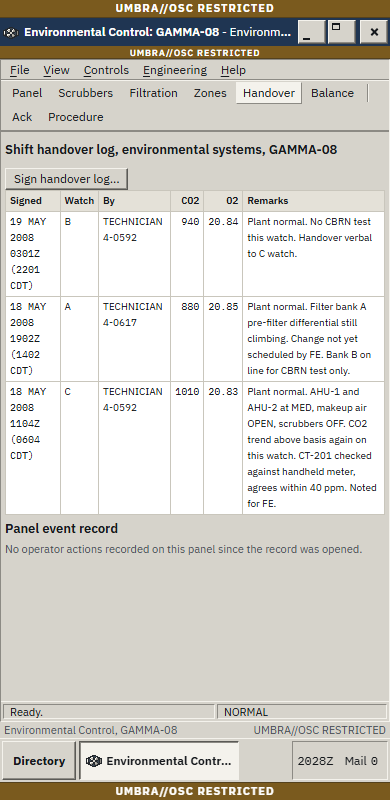 UMBRA//OSC RESTRICTED
Environmental Control: GAMMA-08 - Environm...
UMBRA//OSC RESTRICTED
File View Controls Engineering Help
Panel Scrubbers Filtration Zones Handover Balance
Ack Procedure
Shift handover log, environmental systems, GAMMA-08
Sign handover log...
Signed Watch By CO2 O2 Remarks
19 MAY B TECHNICIAN 940 20.84 Plant normal. No CBRN test
2008 4-0592 this watch. Handover verbal
0301Z to C watch.
(2201
CDT)
18 MAY A TECHNICIAN 880 20.85 Plant normal. Filter bank A
2008 4-0617 pre-filter differential still
1902Z climbing. Change not yet
(1402 scheduled by FE. Bank B on
CDT) line for CBRN test only.
18 MAY C TECHNICIAN 1010 20.83 Plant normal. AHU-1 and
2008 4-0592 AHU-2 at MED, makeup air
1104Z OPEN, scrubbers OFF. CO2
(0604 trend above basis again on
CDT) this watch. CT-201 checked
against handheld meter,
agrees within 40 ppm. Noted
for FE.
Panel event record
No operator actions recorded on this panel since the record was opened.
Ready. NORMAL
Environmental Control, GAMMA-08 UMBRA//OSC RESTRICTED
Directory Environmental Contr... 2028Z Mail 0
UMBRA//OSC RESTRICTED